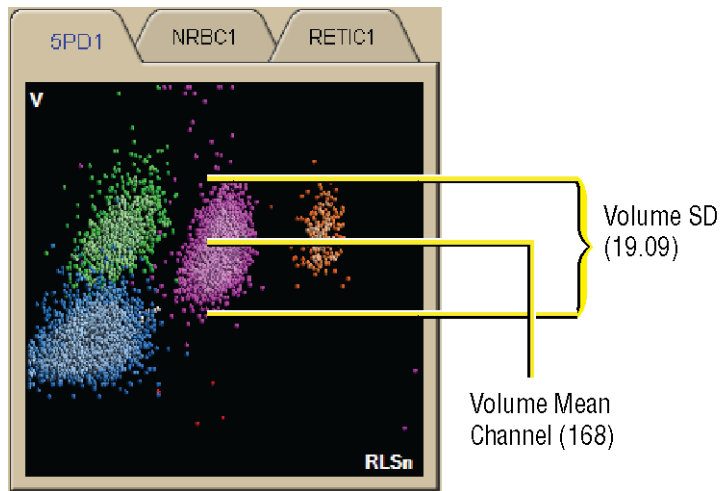 5PD1
NRBC1
RETIC1
V
Volume SD
(19.09)
Volume Mean
Channel (168)
RLSn